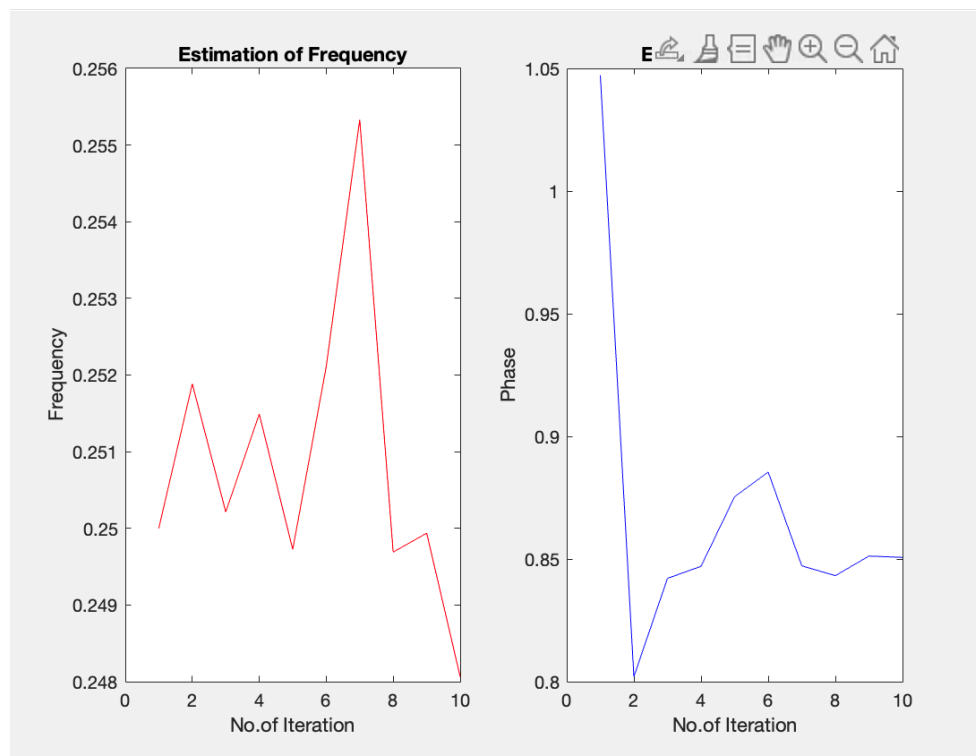 Estimation of Frequency
0.256
0.255
0.254
0.253
0.252
0.251
0.25
0.249
0.248
0 2 4 6 8 10
Frequency
No.of Iteration
E
1.05
1
0.95
0.9
0.85
0.8
0 2 4 6 8 10
Phase
No.of Iteration